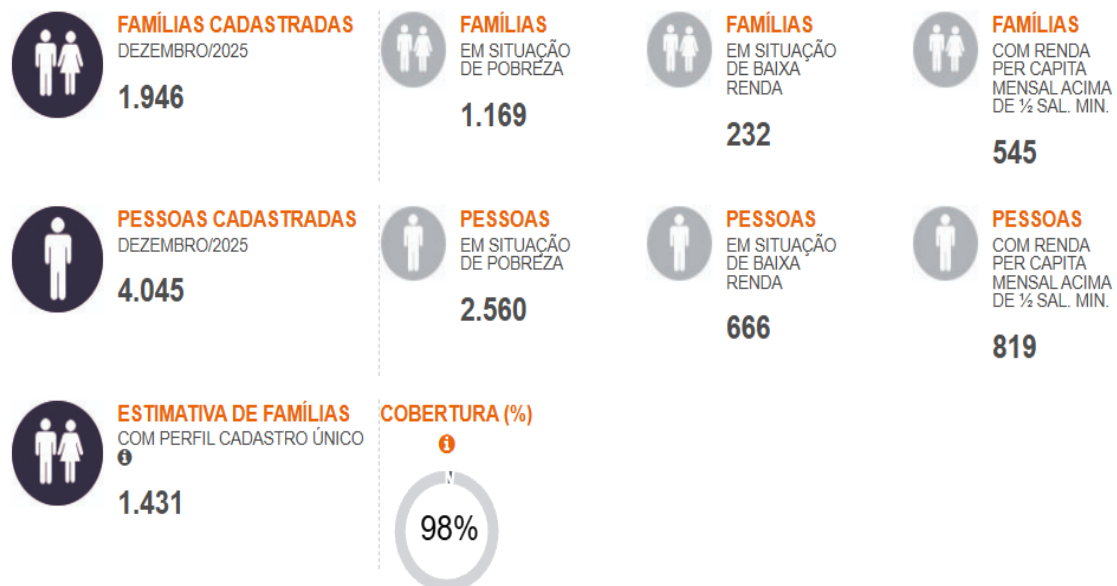 FAMÍLIAS CADASTRADAS
DEZEMBRO/2025
1.946
FAMÍLIAS
EM SITUAÇÃO
DE POBREZA
1.169
FAMÍLIAS
EM SITUAÇÃO
DE BAIXA
RENDA
232
FAMÍLIAS
COM RENDA
PER CAPITA
MENSAL ACIMA
DE ½ SAL. MIN.
545
PESSOAS CADASTRADAS
DEZEMBRO/2025
4.045
PESSOAS
EM SITUAÇÃO
DE POBREZA
2.560
PESSOAS
EM SITUAÇÃO
DE BAIXA
RENDA
666
PESSOAS
COM RENDA
PER CAPITA
MENSAL ACIMA
DE ½ SAL. MIN.
819
ESTIMATIVA DE FAMÍLIAS
COM PERFIL CADASTRO ÚNICO
1.431
COBERTURA (%)
N
98%